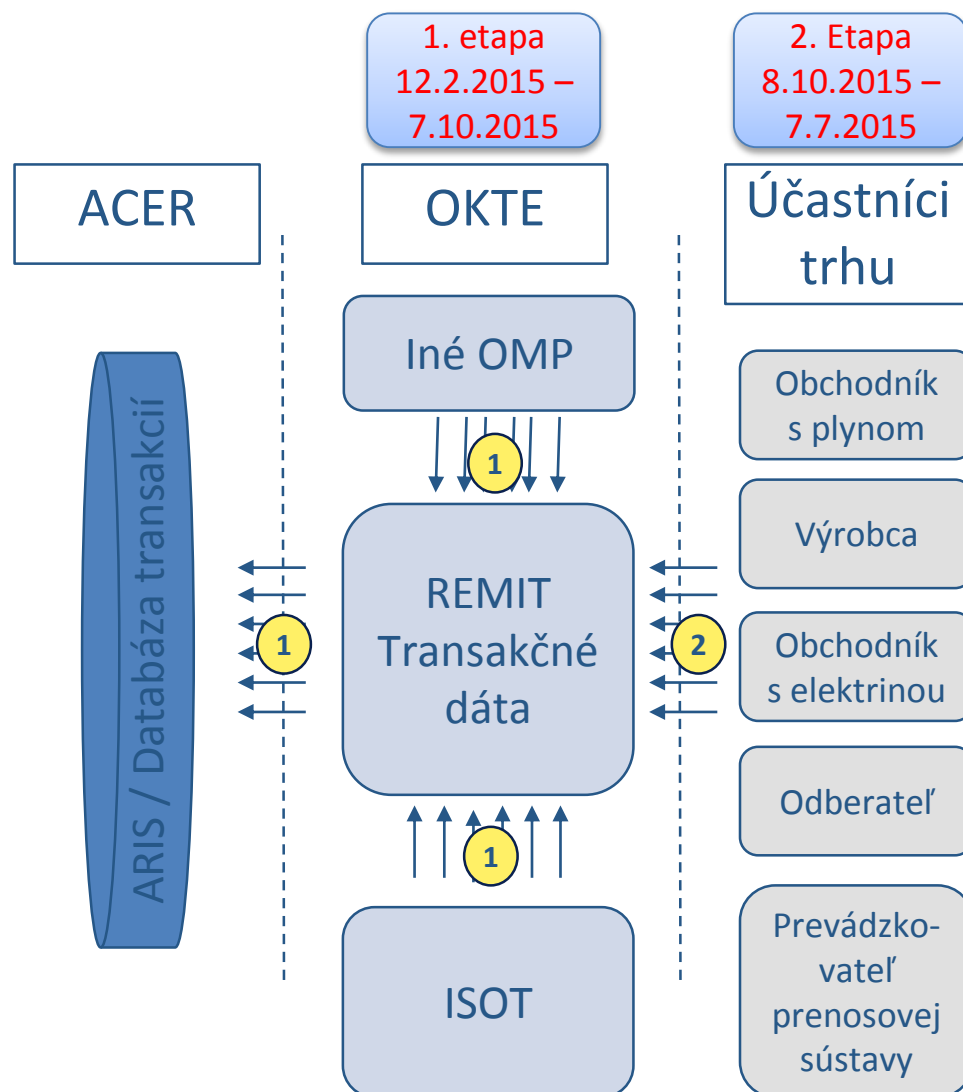 1. etapa
12.2.2015 –
7.10.2015
2. Etapa
8.10.2015 –
7.7.2015
ACER
OKTE
Účastníci
trhu
ARIS / Databáza transakcií
Iné OMP
1
REMIT
Transakčné
dáta
1
2
1
ISOT
Obchodník
s plynom
Výrobca
Obchodník
s elektrinou
Odberateľ
Prevádzko-
vateľ
prenosovej
sústavy